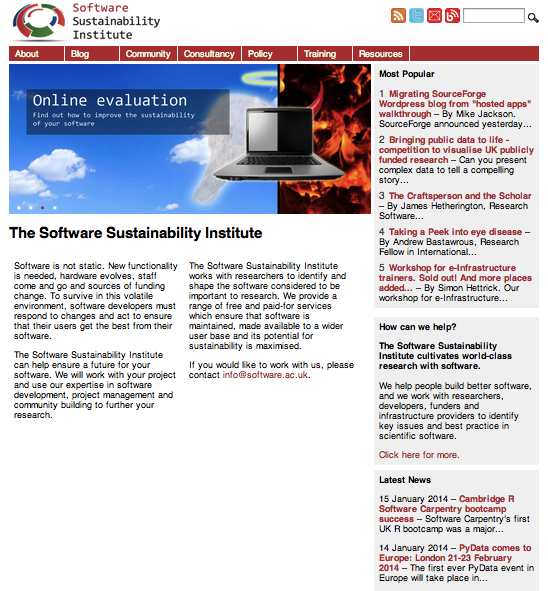 Software
Sustainability
Institute
About
Blog
Community
Consultancy
Policy
Training
Resources
Online evaluation
Find out how to improve the sustainability
of your software
The Software Sustainability Institute
Software is not static. New functionality
is needed, hardware evolves, staff
come and go and sources of funding
change. To survive in this volatile
environment, software developers must
respond to changes and act to ensure
that their users get the best from their
software.
The Software Sustainability Institute
can help ensure a future for your
software. We will work with your project
and use our expertise in software
development, project management and
community building to further your
research.
The Software Sustainability Institute
works with researchers to identify and
shape the software considered to be
important to research. We provide a
range of free and paid-for services
which ensure that software is
maintained, made available to a wider
user base and its potential for
sustainability is maximised.
If you would like to work with us, please
contact info@software.ac.uk.
Most Popular
1 Migrating SourceForge
Wordpress blog from "hosted apps"
walkthrough – By Mike Jackson.
SourceForge announced yesterday...
2 Bringing public data to life -
competition to visualise UK publicly
funded research – Can you present
complex data to tell a compelling
story...
3 The Craftsperson and the Scholar
– By James Hetherington, Research
Software...
4 Taking a Peek into eye disease –
By Andrew Bastawrous, Research
Fellow in International...
5 Workshop for e-Infrastructure
trainers. Sold out! And more places
added... – By Simon Hettrick. Our
workshop for e-Infrastructure...
How can we help?
The Software Sustainability
Institute cultivates world-class
research with software.
We help people build better software,
and we work with researchers,
developers, funders and
infrastructure providers to identify
key issues and best practice in
scientific software.
Click here for more.
Latest News
15 January 2014 – Cambridge R
Software Carpentry bootcamp
success – Software Carpentry's first
UK R bootcamp was a major...
14 January 2014 – PyData comes to
Europe: London 21-23 February
2014 – The first ever PyData event in
Europe will take place in...